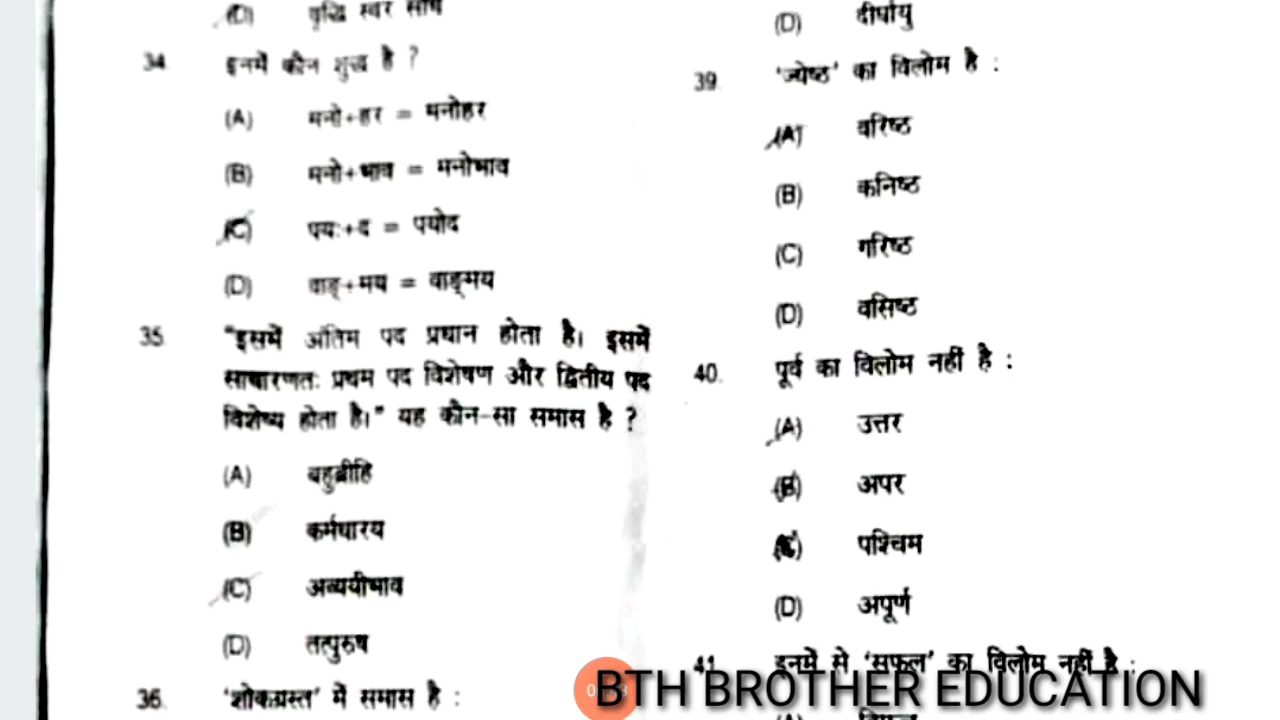 (D) वृद्धि स्वर संधि
34. इनमें कौन शुद्ध है ?
(A) मनो+हर = मनोहर
(B) मनो+भाव = मनोभाव
(C) पयः+द = पयोद
(D) वाङ्+मय = वाङ्मय
35. "इसमें अंतिम पद प्रधान होता है। इसमें
साधारणतः प्रथम पद विशेषण और द्वितीय पद
विशेष्य होता है।" यह कौन-सा समास है ?
(A) बहुब्रीहि
(B) कर्मधारय
(C) अव्ययीभाव
(D) तत्पुरुष
36. 'शोकग्रस्त' में समास है :
(D) दीर्घायु
39. 'ज्येष्ठ' का विलोम है :
(A) वरिष्ठ
(B) कनिष्ठ
(C) गरिष्ठ
(D) वसिष्ठ
40. पूर्व का विलोम नहीं है :
(A) उत्तर
(B) अपर
(C) पश्चिम
(D) अपूर्ण
41. इनमें से 'सफल' का विलोम नहीं है :
BTH BROTHER EDUCATION